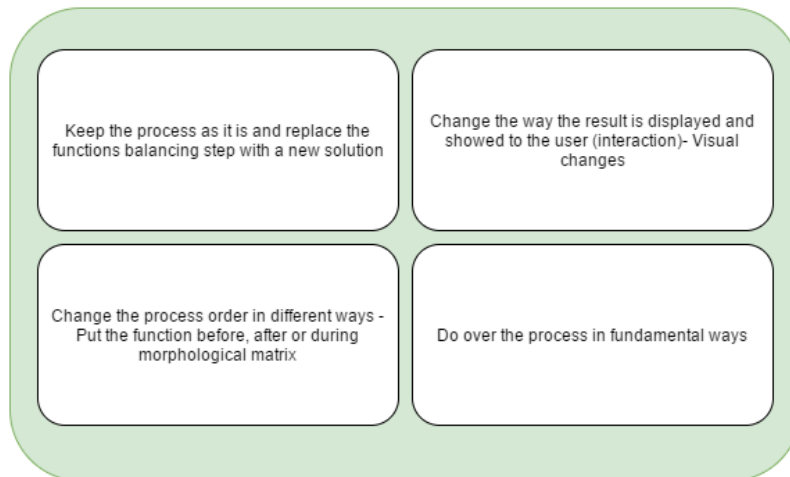 Keep the process as it is and replace the
functions balancing step with a new solution
Change the way the result is displayed and
showed to the user (interaction)- Visual
changes
Change the process order in different ways -
Put the function before, after or during
morphological matrix
Do over the process in fundamental ways